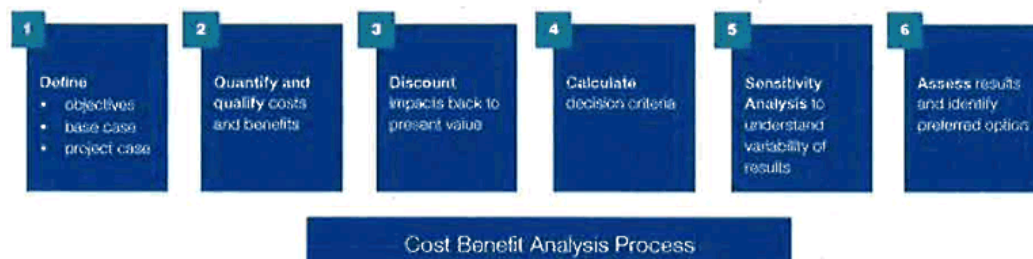 1
Define
• objectives
• base case
• project case
2
Quantify and
qualify costs
and benefits
3
Discount
impacts back to
present value
4
Calculate
decision criteria
5
Sensitivity
Analysis to
understand
variability of
results
6
Assess results
and identify
preferred option
Cost Benefit Analysis Process